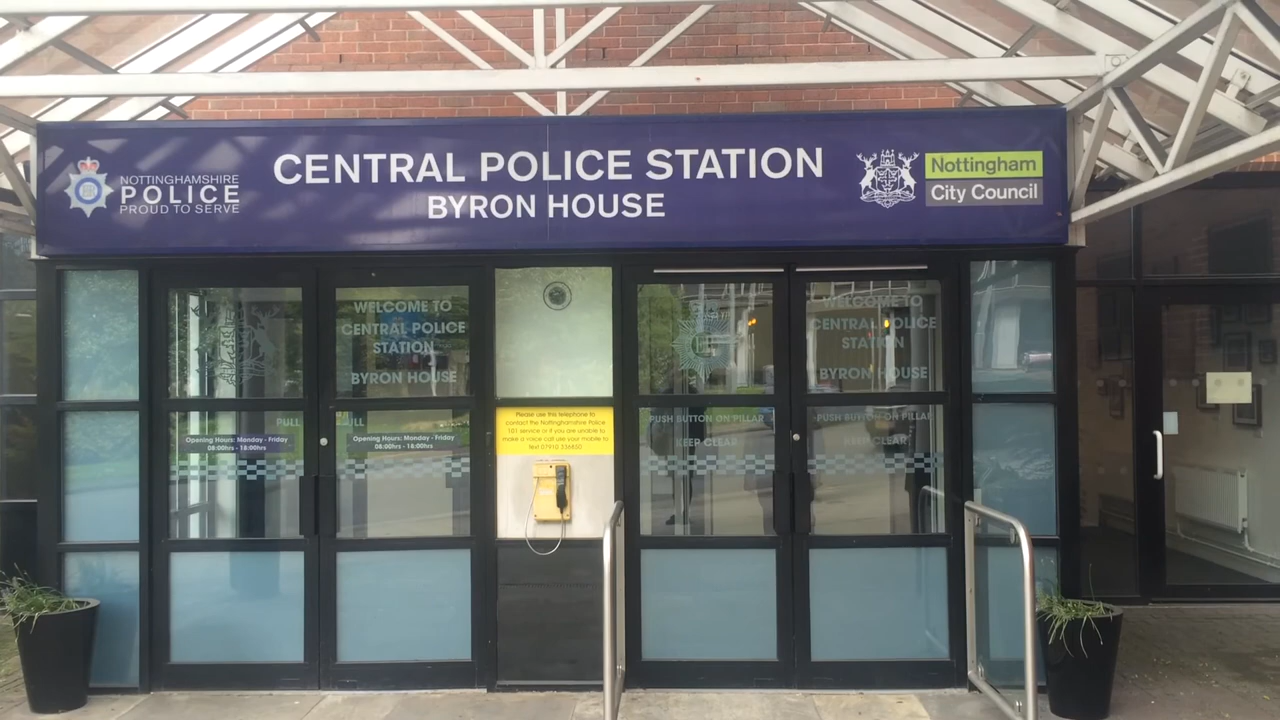 NOTTINGHAMSHIRE
POLICE
PROUD TO SERVE
CENTRAL POLICE STATION
BYRON HOUSE
Nottingham
City Council
WELCOME TO
CENTRAL POLICE
STATION
BYRON HOUSE
PULL
Opening Hours: Monday - Friday
08:00hrs - 18:00hrs
Opening Hours: Monday - Friday
08:00hrs - 18:00hrs
Please use this telephone to
contact the Nottinghamshire Police
101 service or if you are unable to
make a voice call use your mobile to
Text 07910 336850
PUSH BUTTON ON PILLAR
KEEP CLEAR
WELCOME TO
CENTRAL POLICE
STATION
BYRON HOUSE
PUSH BUTTON ON PILLAR
KEEP CLEAR